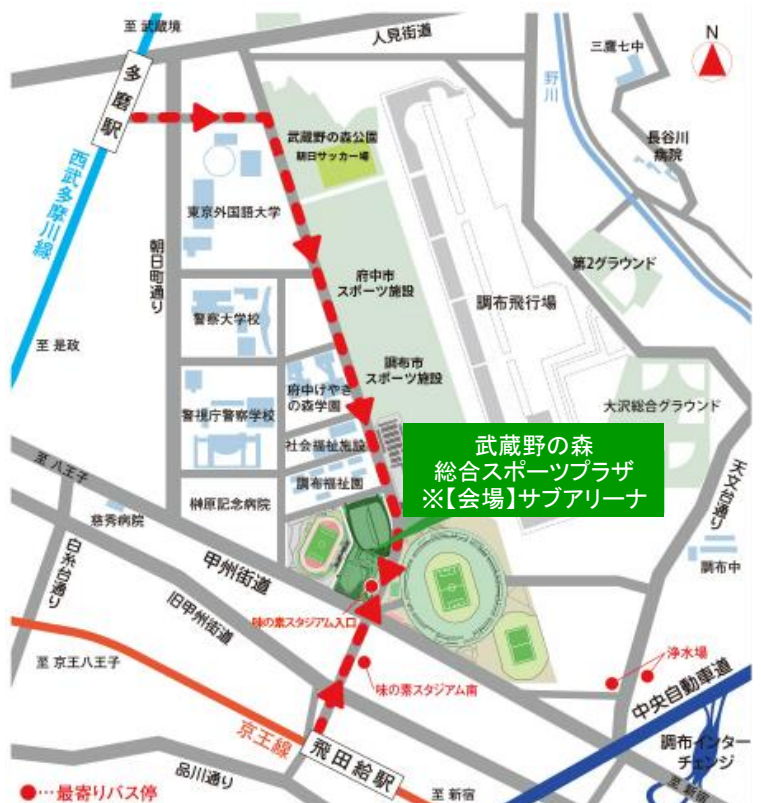 至 武蔵境
人見街道
N
三鷹七中
多磨駅
野川
武蔵野の森公園
朝日サッカー場
長谷川
病院
西武多摩川線
東京外国語大学
朝日町通り
第2グラウンド
府中市
スポーツ施設
調布飛行場
警察大学校
至 是政
調布市
スポーツ施設
府中けやき
の森学園
大沢総合グラウンド
警視庁警察学校
社会福祉施設
武蔵野の森
総合スポーツプラザ
※【会場】サブアリーナ
至 八王子
調布福祉園
天文台通り
榊原記念病院
慈秀病院
調布中
白糸台通り
甲州街道
旧甲州街道
味の素スタジアム入口
至 京王八王子
浄水場
味の素スタジアム南
中央自動車道
京王線
飛田給駅
調布インター
チェンジ
品川通り
至 新宿
至 新宿
●…最寄りバス停